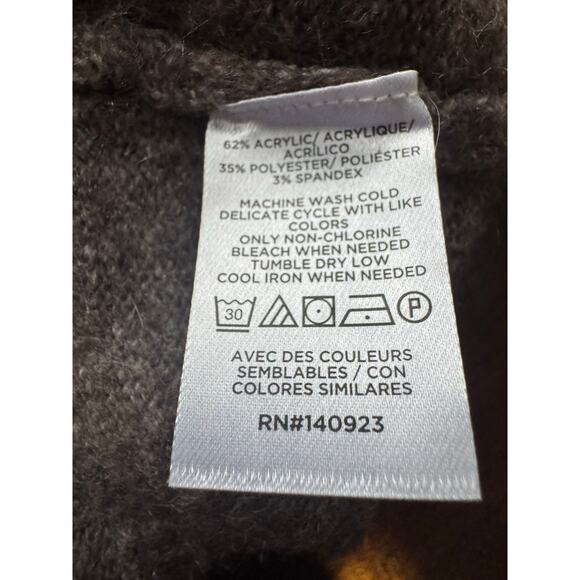 62% ACRYLIC/ ACRYLIQUE/
ACRÍLICO
35% POLYESTER/ POLIÉSTER
3% SPANDEX
MACHINE WASH COLD
DELICATE CYCLE WITH LIKE
COLORS
ONLY NON-CHLORINE
BLEACH WHEN NEEDED
TUMBLE DRY LOW
COOL IRON WHEN NEEDED
30 P
AVEC DES COULEURS
SEMBLABLES / CON
COLORES SIMILARES
RN#140923